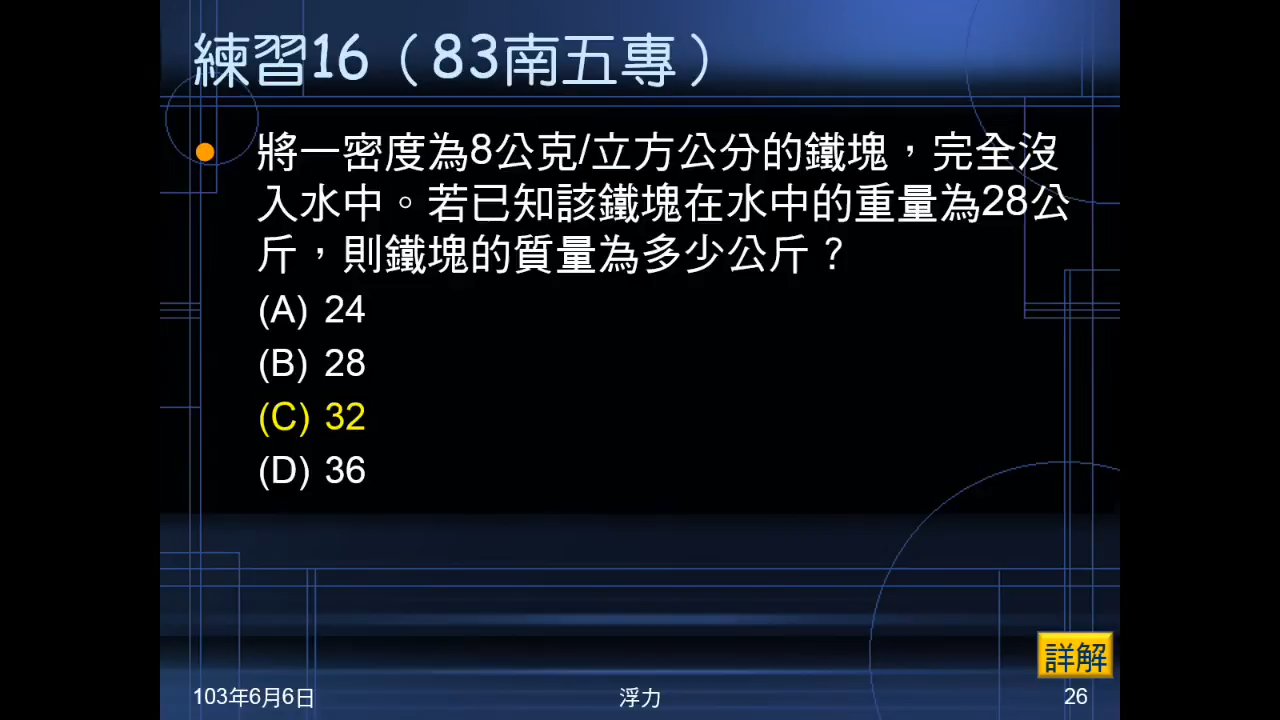 練習16（83南五專）
將一密度為8公克/立方公分的鐵塊，完全沒
入水中。若已知該鐵塊在水中的重量為28公
斤，則鐵塊的質量為多少公斤？
(A) 24
(B) 28
(C) 32
(D) 36
詳解
103年6月6日
浮力
26